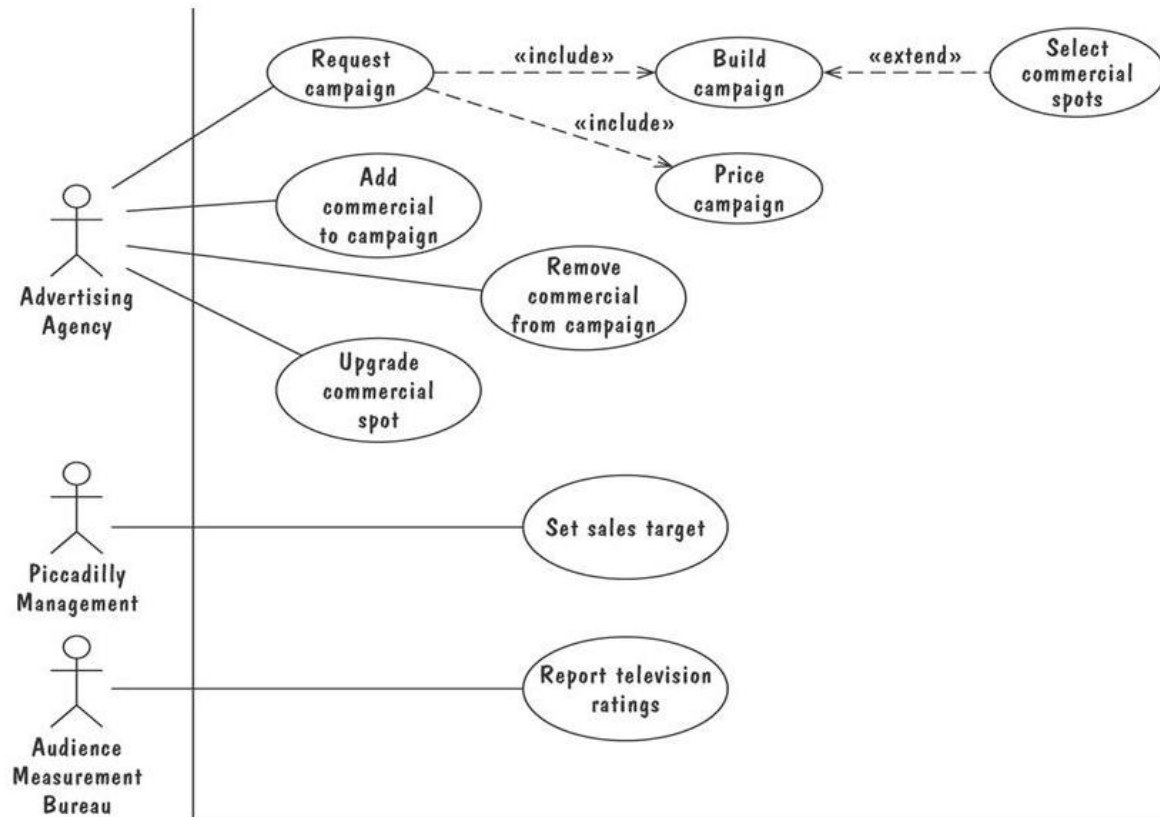 Request
campaign
«include»
Build
campaign
«extend»
Select
commercial
spots
«include»
Price
campaign
Add
commercial
to campaign
Remove
commercial
from campaign
Upgrade
commercial
spot
Advertising
Agency
Set sales target
Piccadilly
Management
Report television
ratings
Audience
Measurement
Bureau